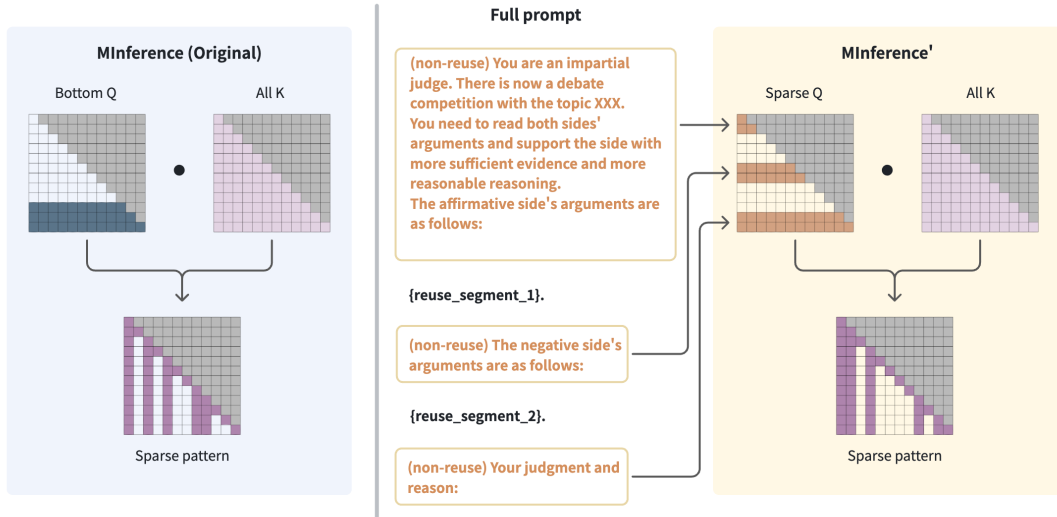 MInference (Original)
Bottom Q
All K
Sparse pattern
Full prompt
(non-reuse) You are an impartial
judge. There is now a debate
competition with the topic XXX.
You need to read both sides'
arguments and support the side with
more sufficient evidence and more
reasonable reasoning.
The affirmative side's arguments are
as follows:
{reuse_segment_1}.
(non-reuse) The negative side's
arguments are as follows:
{reuse_segment_2}.
(non-reuse) Your judgment and
reason:
MInference'
Sparse Q
All K
Sparse pattern